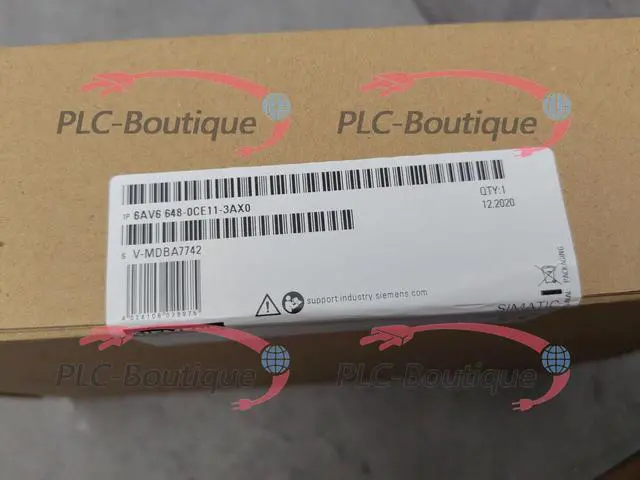 PLC-Boutique
PLC-Boutique
1P 6AV6 648-0CE11-3AX0
QTY:1
12.2020
S V-MDBA7742
support.industry.siemens.com
PACKAGING
SIMATIC
PLC-Boutique
PLC-Boutique